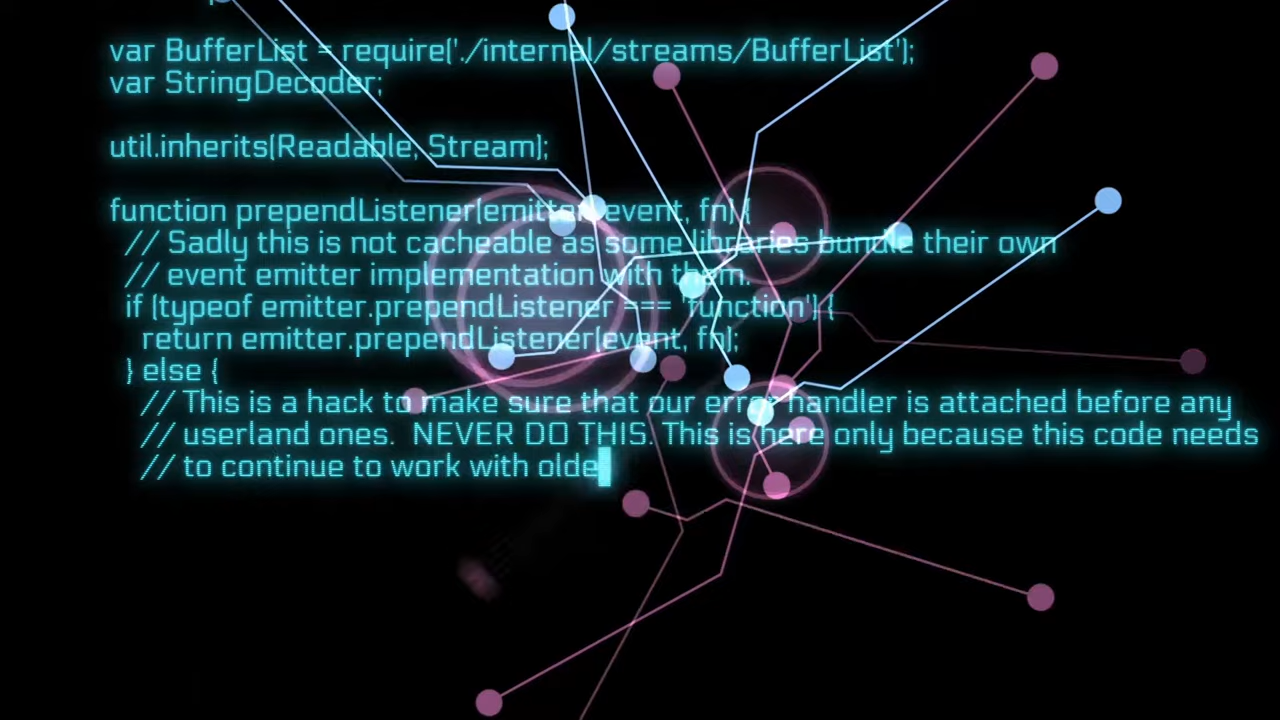 var BufferList = require('./internal/streams/BufferList');
var StringDecoder;
util.inherits(Readable, Stream);
function prependListener(emitter, event, fn) {
// Sadly this is not cacheable as some libraries bundle their own
// event emitter implementation with them.
if (typeof emitter.prependListener === 'function') {
return emitter.prependListener(event, fn);
} else {
// This is a hack to make sure that our error handler is attached before any
// userland ones.  NEVER DO THIS. This is here only because this code needs
// to continue to work with olde